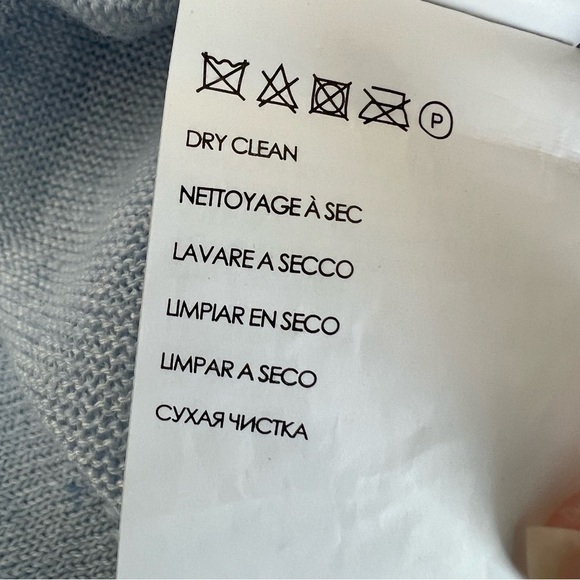 P
DRY CLEAN
NETTOYAGE À SEC
LAVARE A SECCO
LIMPIAR EN SECO
LIMPAR A SECO
СУХАЯ ЧИСТКА